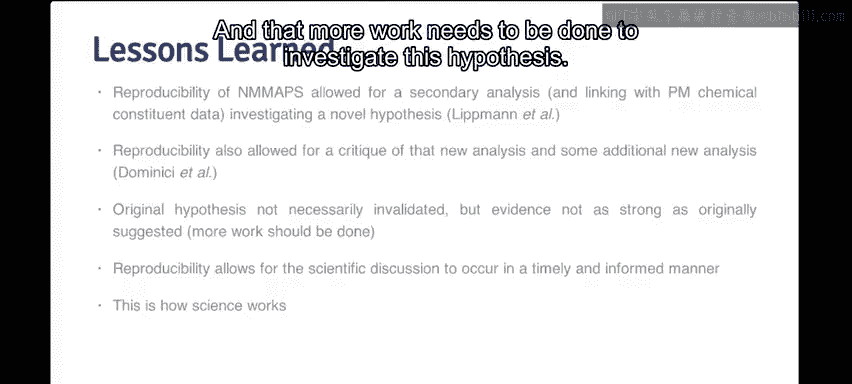 And that more work needs to be done to
investigate this hypothesis.
Lessons Learned
· Reproducibility of NMMAPS allowed for a secondary analysis (and linking with PM chemical
constituent data) investigating a novel hypothesis (Lippmann et al.)
· Reproducibility also allowed for a critique of that new analysis and some additional new analysis
(Dominici et al.)
· Original hypothesis not necessarily invalidated, but evidence not as strong as originally
suggested (more work should be done)
· Reproducibility allows for the scientific discussion to occur in a timely and informed manner
· This is how science works